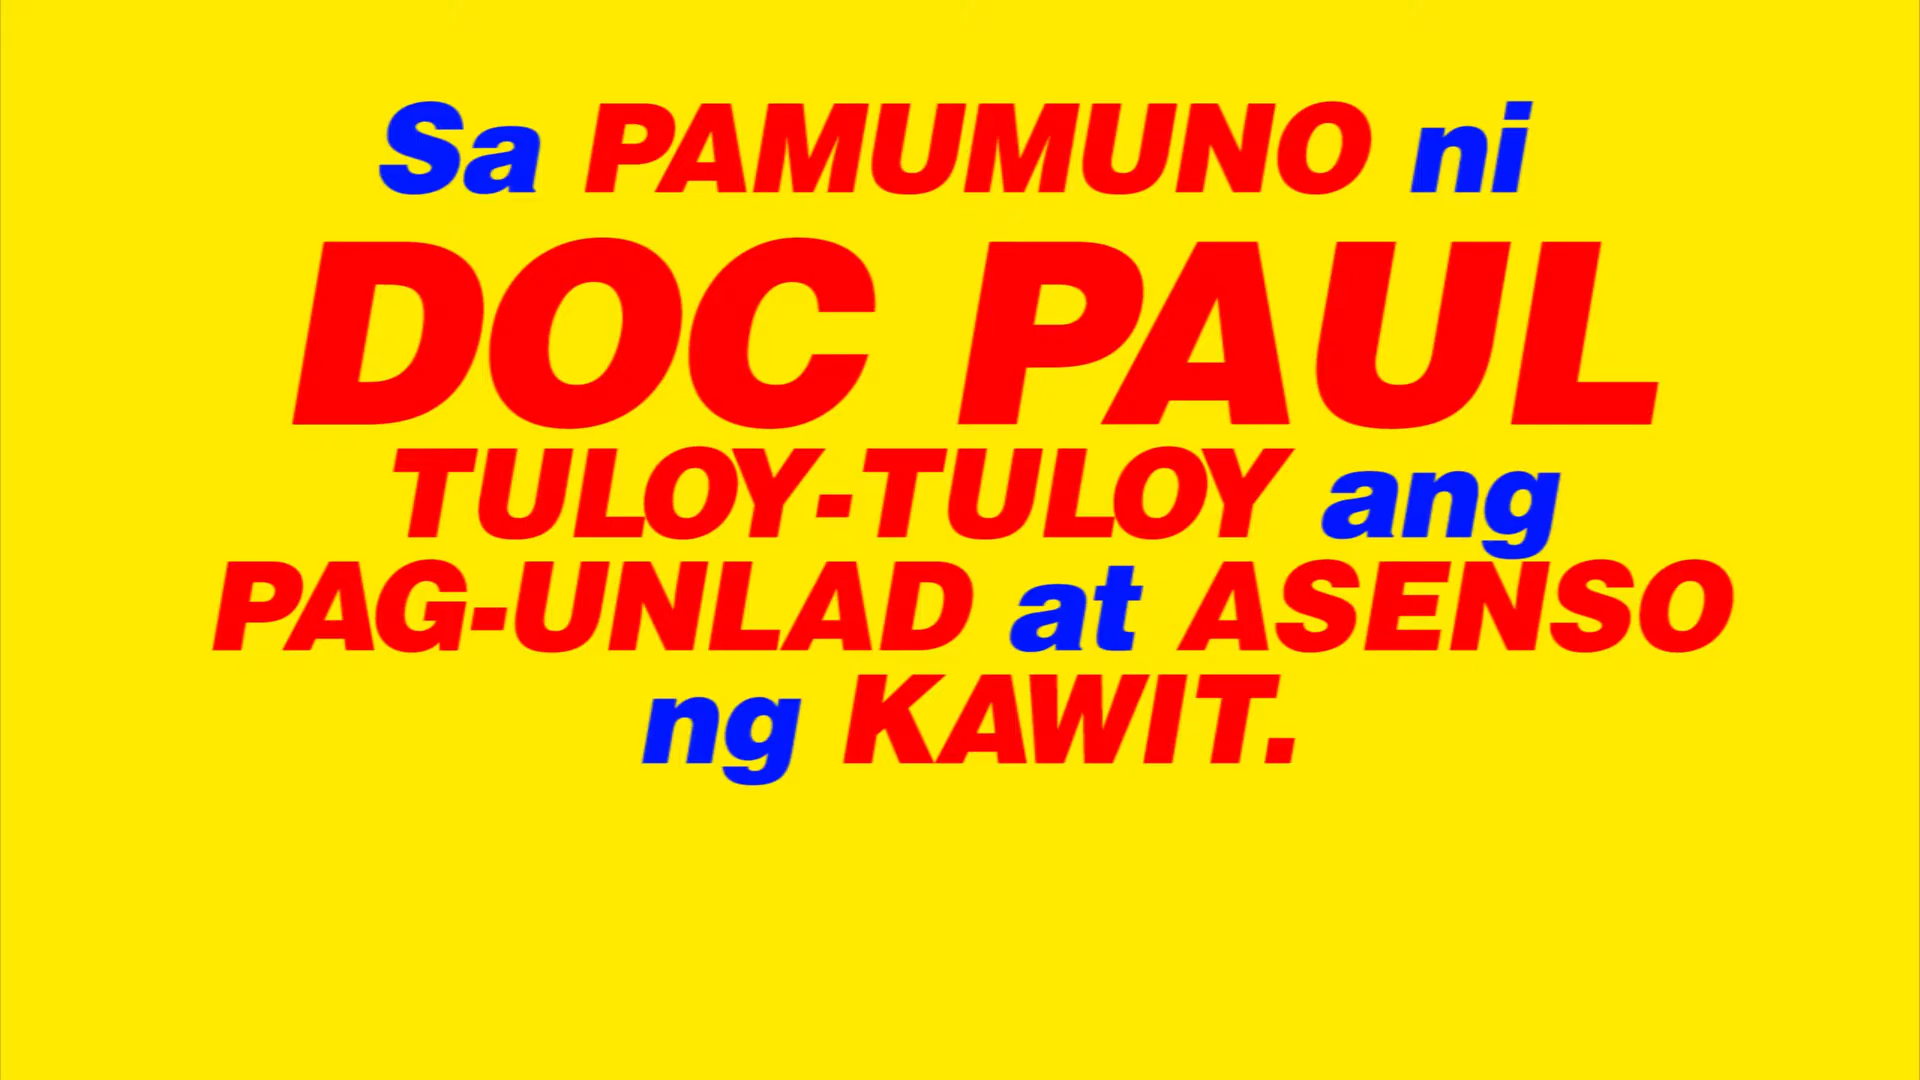 Sa PAMUMUNO ni
DOC PAUL
TULOY-TULOY ang
PAG-UNLAD at ASENSO
ng KAWIT.